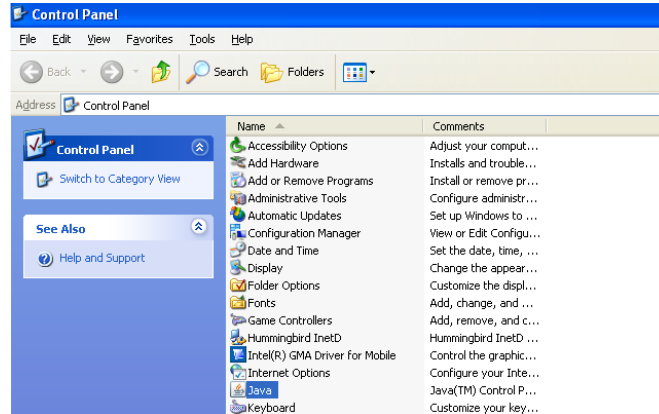 Control Panel
File Edit View Favorites Tools Help
Back Search Folders
Address Control Panel
Control Panel
Switch to Category View
See Also
Help and Support
Name Comments
Accessibility Options Adjust your comput...
Add Hardware Installs and trouble...
Add or Remove Programs Install or remove pr...
Administrative Tools Configure administr...
Automatic Updates Set up Windows to ...
Configuration Manager View or Edit Configu...
Date and Time Set the date, time, ...
Display Change the appear...
Folder Options Customize the displ...
Fonts Add, change, and ...
Game Controllers Add, remove, and c...
Hummingbird InetD Hummingbird InetD ...
Intel(R) GMA Driver for Mobile Control the graphic...
Internet Options Configure your Inte...
Java Java(TM) Control P...
Keyboard Customize your key...